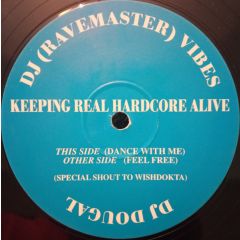 DJ (RAVEMASTER) VIBES
KEEPING REAL HARDCORE ALIVE
THIS SIDE (DANCE WITH ME)
OTHER SIDE (FEEL FREE)
(SPECIAL SHOUT TO WISHDOKTA)
DJ DOUGAL